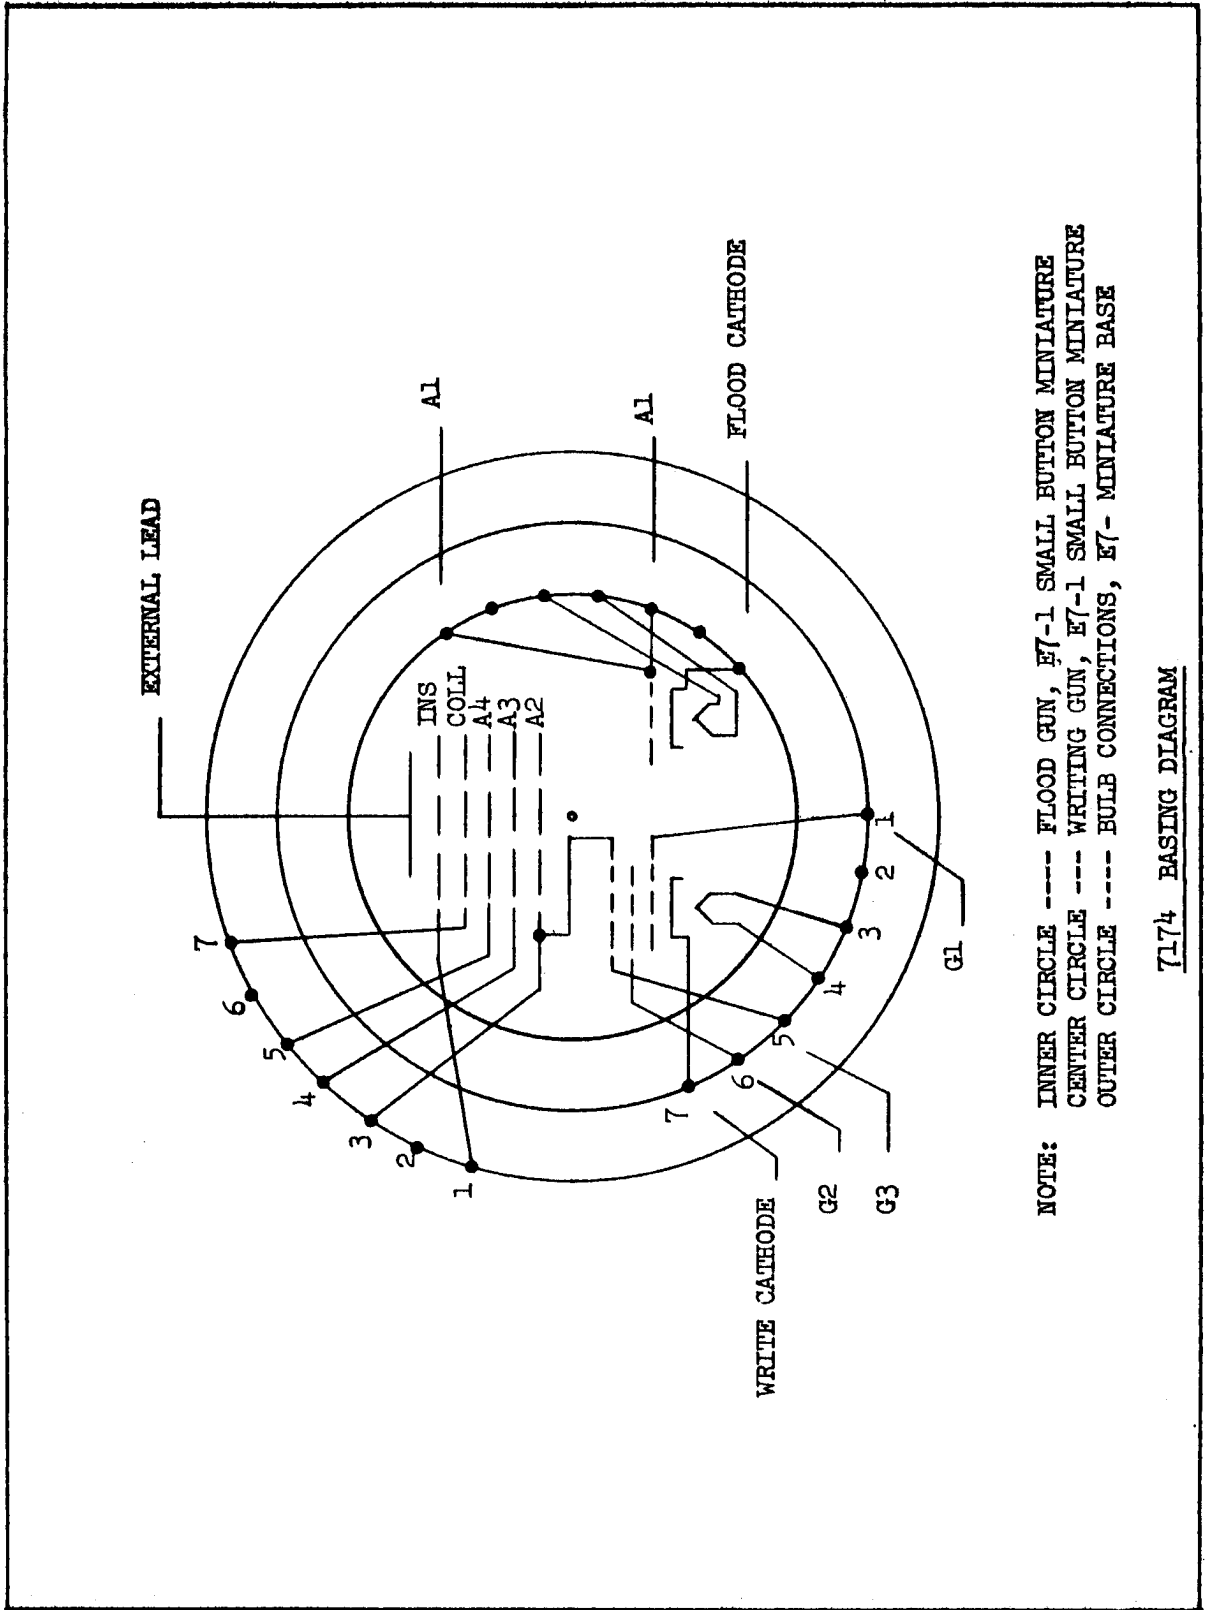 EXTERNAL LEAD
A1
INS
COLL
A4
A3
A2
A1
FLOOD CATHODE
7
6
5
4
3
2
1
7
6
5
4
3
2
1
WRITE CATHODE
G2
G3
G1
NOTE: INNER CIRCLE ---- FLOOD GUN, E7-1 SMALL BUTTON MINIATURE
CENTER CIRCLE --- WRITING GUN, E7-1 SMALL BUTTON MINIATURE
OUTER CIRCLE ---- BULB CONNECTIONS, E7- MINIATURE BASE
7174 BASING DIAGRAM